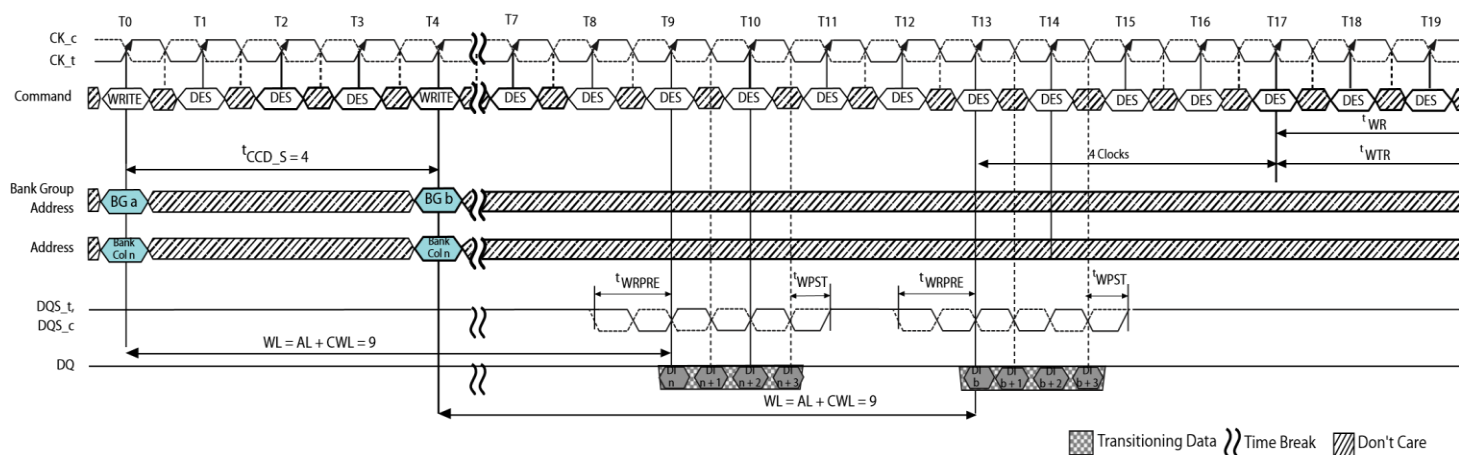 T0 T1 T2 T3 T4 T7 T8 T9 T10 T11 T12 T13 T14 T15 T16 T17 T18 T19
CK_c
CK_t
Command WRITE DES DES DES WRITE DES DES DES DES DES DES DES DES DES DES DES DES DES
tWR
tCCD_S = 4
4 Clocks
tWTR
Bank Group
Address
BG a BG b
Address
Bank
Col n
Bank
Col n
tWRPRE tWPST tWRPRE tWPST
DQS_t,
DQS_c
WL = AL + CWL = 9
DQ
DI
n
DI
n + 1
DI
n + 2
DI
n + 3
DI
b
DI
b + 1
DI
b + 2
DI
b + 3
WL = AL + CWL = 9
Transitioning Data Time Break Don't Care